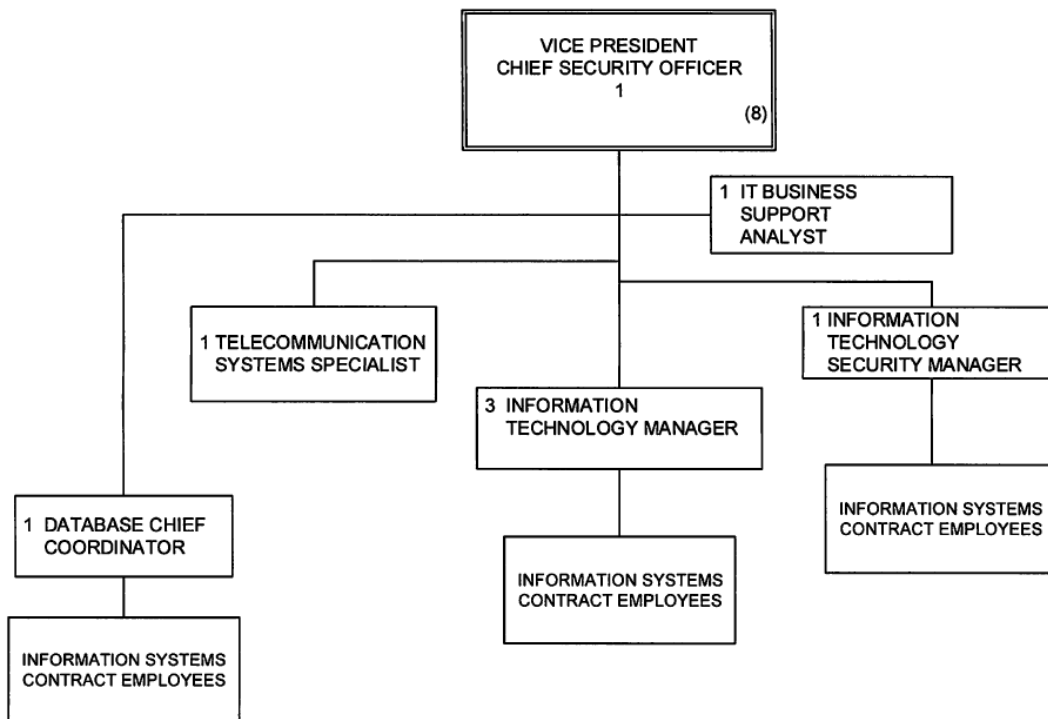 VICE PRESIDENT
CHIEF SECURITY OFFICER
1
(8)
1 IT BUSINESS
SUPPORT
ANALYST
1 TELECOMMUNICATION
SYSTEMS SPECIALIST
1 INFORMATION
TECHNOLOGY
SECURITY MANAGER
3 INFORMATION
TECHNOLOGY MANAGER
INFORMATION SYSTEMS
CONTRACT EMPLOYEES
1 DATABASE CHIEF
COORDINATOR
INFORMATION SYSTEMS
CONTRACT EMPLOYEES
INFORMATION SYSTEMS
CONTRACT EMPLOYEES